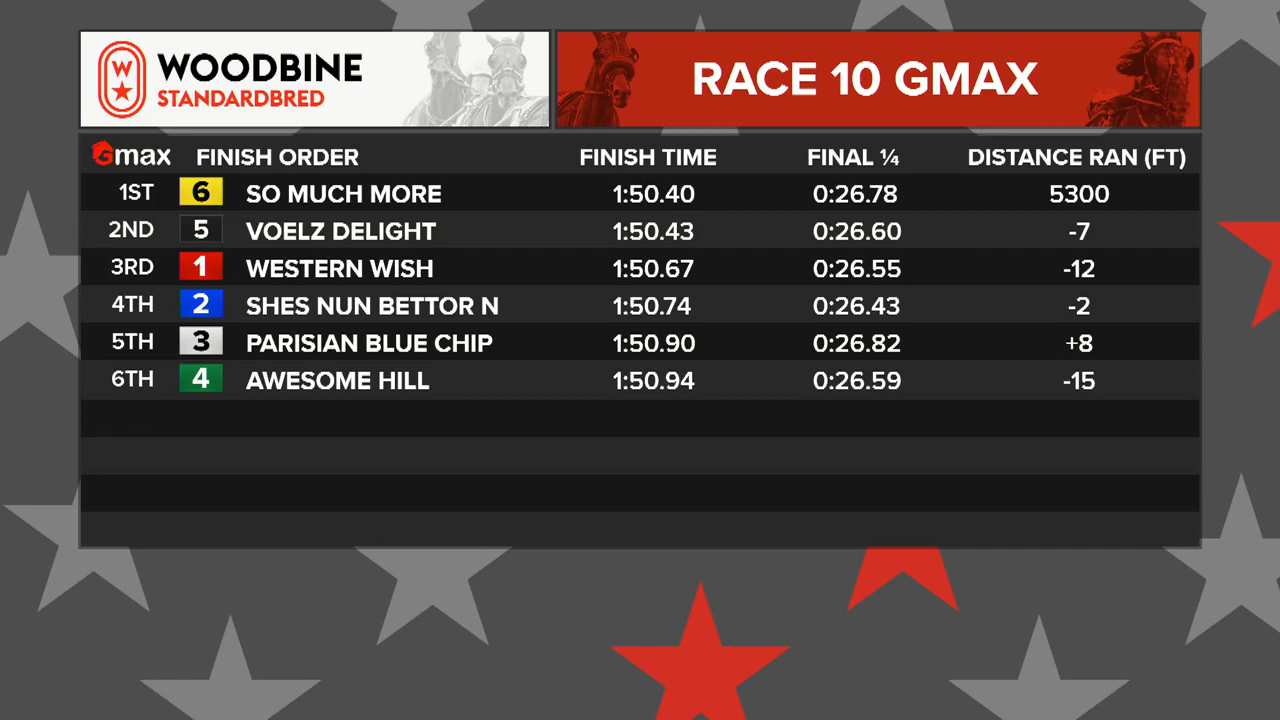 W
WOODBINE
STANDARDBRED
RACE 10 GMAX
Gmax FINISH ORDER FINISH TIME FINAL ¼ DISTANCE RAN (FT)
1ST 6 SO MUCH MORE 1:50.40 0:26.78 5300
2ND 5 VOELZ DELIGHT 1:50.43 0:26.60 -7
3RD 1 WESTERN WISH 1:50.67 0:26.55 -12
4TH 2 SHES NUN BETTOR N 1:50.74 0:26.43 -2
5TH 3 PARISIAN BLUE CHIP 1:50.90 0:26.82 +8
6TH 4 AWESOME HILL 1:50.94 0:26.59 -15